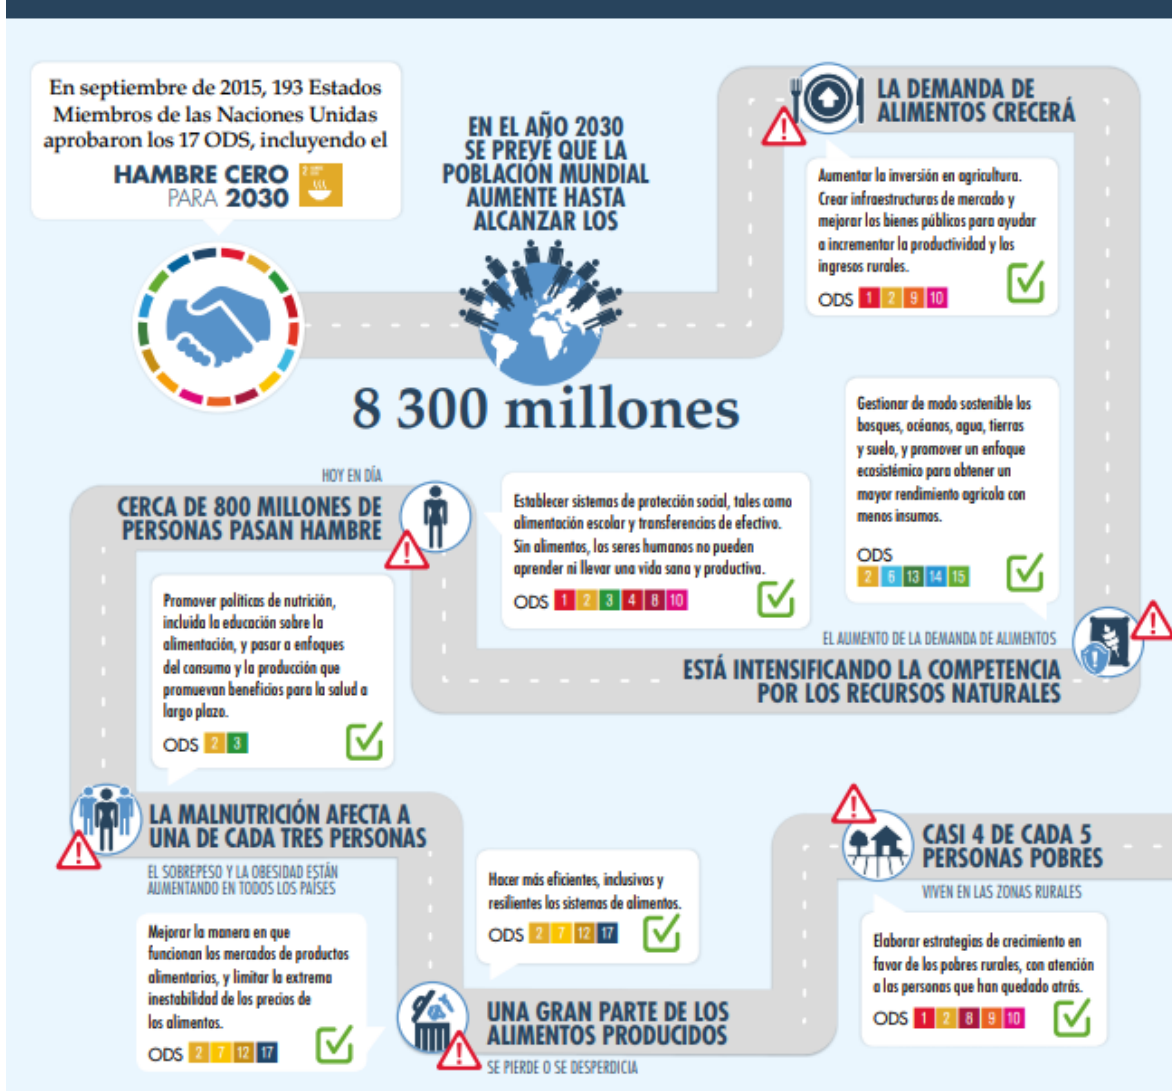 En septiembre de 2015, 193 Estados
Miembros de las Naciones Unidas
aprobaron los 17 ODS, incluyendo el
HAMBRE CERO
PARA 2030
2
EN EL AÑO 2030
SE PREVÉ QUE LA
POBLACIÓN MUNDIAL
AUMENTE HASTA
ALCANZAR LOS
8 300 millones
LA DEMANDA DE
ALIMENTOS CRECERÁ
Aumentar la inversión en agricultura.
Crear infraestructuras de mercado y
mejorar los bienes públicos para ayudar
a incrementar la productividad y los
ingresos rurales.
ODS 1 2 9 10
Gestionar de modo sostenible los
bosques, océanos, agua, tierras
y suelo, y promover un enfoque
ecosistémico para obtener un
mayor rendimiento agrícola con
menos insumos.
ODS
2 6 13 14 15
EL AUMENTO DE LA DEMANDA DE ALIMENTOS
ESTÁ INTENSIFICANDO LA COMPETENCIA
POR LOS RECURSOS NATURALES
HOY EN DÍA
CERCA DE 800 MILLONES DE
PERSONAS PASAN HAMBRE
Establecer sistemas de protección social, tales como
alimentación escolar y transferencias de efectivo.
Sin alimentos, los seres humanos no pueden
aprender ni llevar una vida sana y productiva.
ODS 1 2 3 4 8 10
Promover políticas de nutrición,
incluida la educación sobre la
alimentación, y pasar a enfoques
del consumo y la producción que
promuevan beneficios para la salud a
largo plazo.
ODS 2 3
LA MALNUTRICIÓN AFECTA A
UNA DE CADA TRES PERSONAS
EL SOBREPESO Y LA OBESIDAD ESTÁN
AUMENTANDO EN TODOS LOS PAÍSES
Mejorar la manera en que
funcionan los mercados de productos
alimentarios, y limitar la extrema
inestabilidad de los precios de
los alimentos.
ODS 2 7 12 17
Hacer más eficientes, inclusivos y
resilientes los sistemas de alimentos.
ODS 2 7 12 17
UNA GRAN PARTE DE LOS
ALIMENTOS PRODUCIDOS
SE PIERDE O SE DESPERDICIA
CASI 4 DE CADA 5
PERSONAS POBRES
VIVEN EN LAS ZONAS RURALES
Elaborar estrategias de crecimiento en
favor de los pobres rurales, con atención
a las personas que han quedado atrás.
ODS 1 2 8 9 10